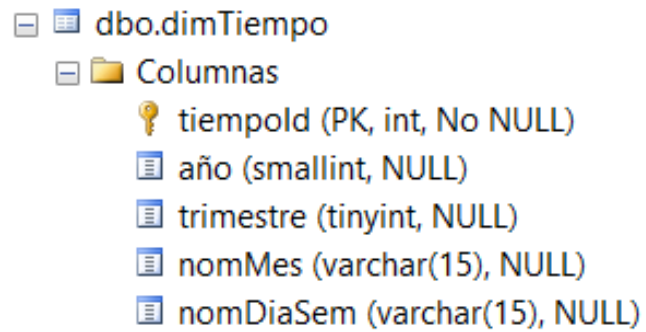 dbo.dimTiempo
Columnas
tiempoId (PK, int, No NULL)
año (smallint, NULL)
trimestre (tinyint, NULL)
nomMes (varchar(15), NULL)
nomDiaSem (varchar(15), NULL)